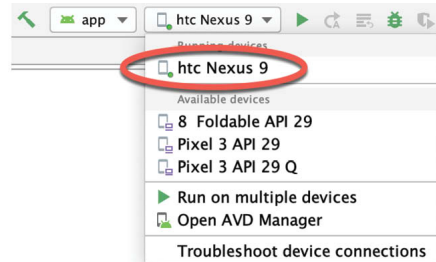 app
htc Nexus 9
Running devices
htc Nexus 9
Available devices
8 Foldable API 29
Pixel 3 API 29
Pixel 3 API 29 Q
Run on multiple devices
Open AVD Manager
Troubleshoot device connections